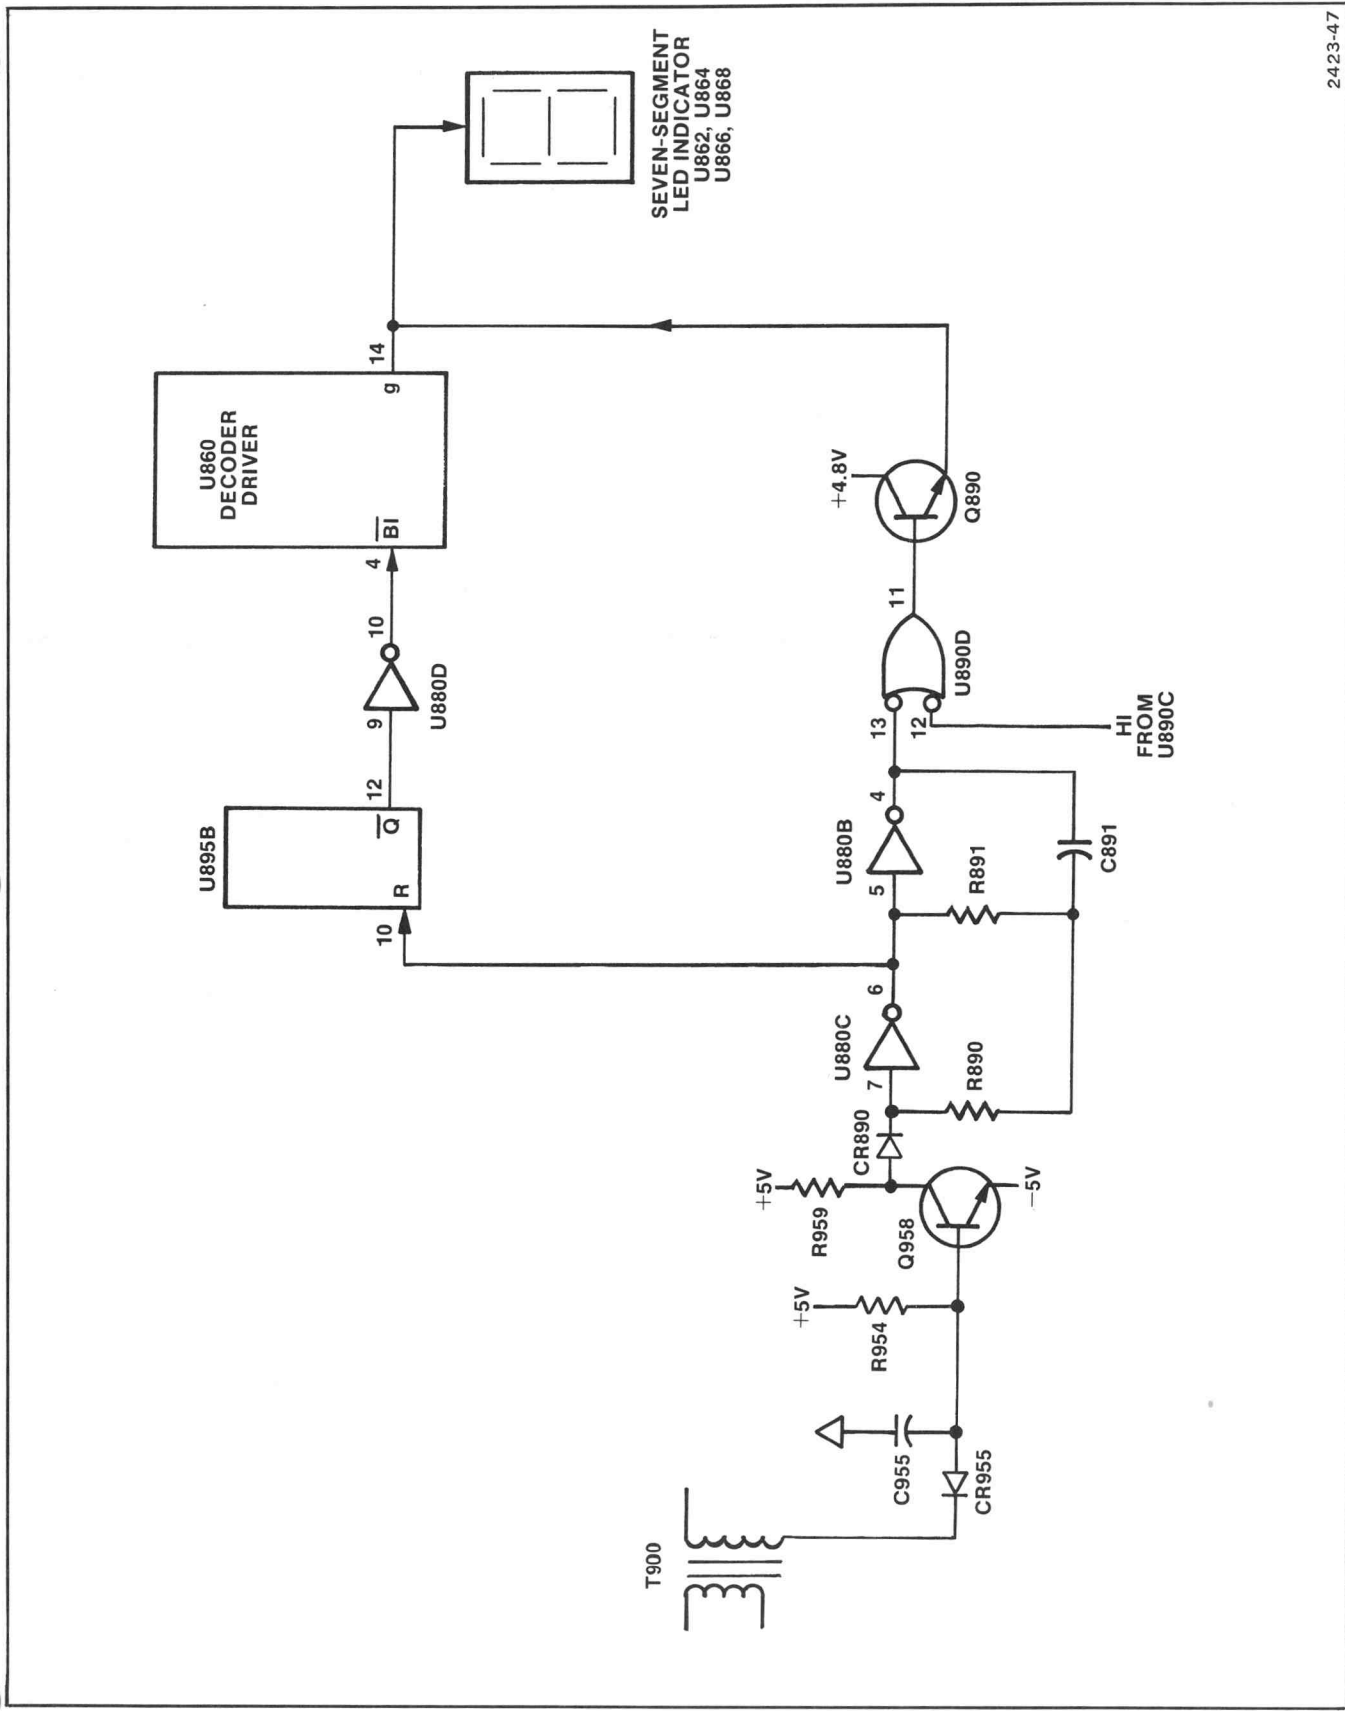 2423-47
SEVEN-SEGMENT
LED INDICATOR
U862, U864
U866, U868
U860
DECODER
DRIVER
BI
4
g
14
10
9
U880D
U895B
Q
12
R
10
+4.8V
Q890
11
U890D
13
12
HI
FROM
U890C
4
U880B
5
R891
C891
6
U880C
7
R890
CR890
+5V
R959
Q958
−5V
+5V
R954
C955
CR955
T900